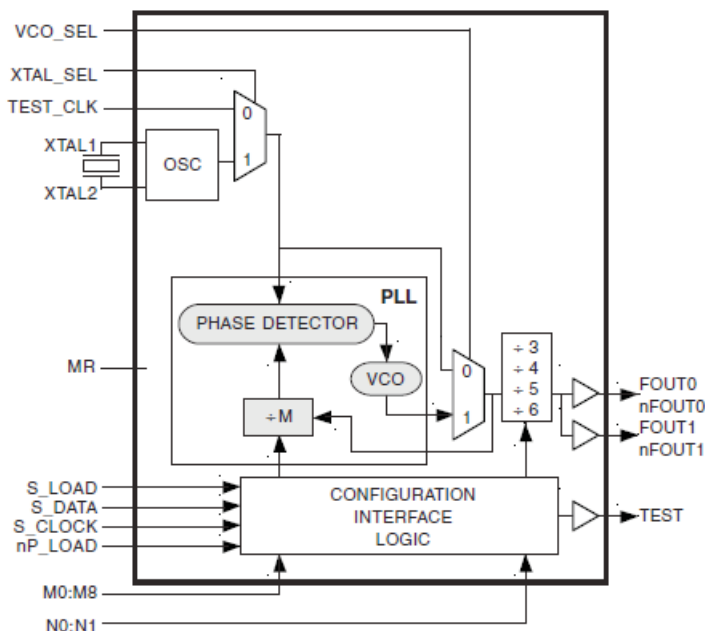 VCO_SEL
XTAL_SEL
TEST_CLK
0
XTAL1
OSC
1
XTAL2
PLL
PHASE DETECTOR
÷ 3
÷ 4
÷ 5
÷ 6
MR
VCO
0
1
FOUT0
nFOUT0
FOUT1
nFOUT1
÷ M
S_LOAD
S_DATA
S_CLOCK
nP_LOAD
CONFIGURATION
INTERFACE
LOGIC
TEST
M0:M8
N0:N1